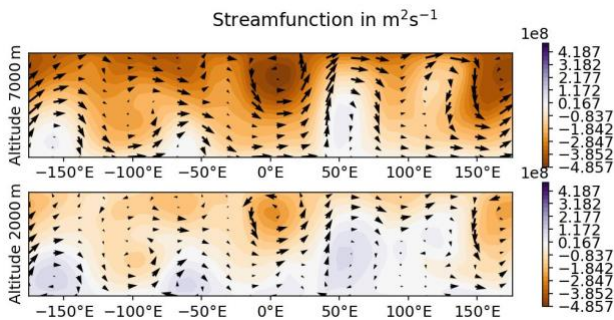 Streamfunction in m²s⁻¹
1e8
Altitude 7000 m
4.187
3.182
2.177
1.172
0.167
-0.837
-1.842
-2.847
-3.852
-4.857
-150°E -100°E -50°E 0°E 50°E 100°E 150°E
1e8
Altitude 2000 m
4.187
3.182
2.177
1.172
0.167
-0.837
-1.842
-2.847
-3.852
-4.857
-150°E -100°E -50°E 0°E 50°E 100°E 150°E